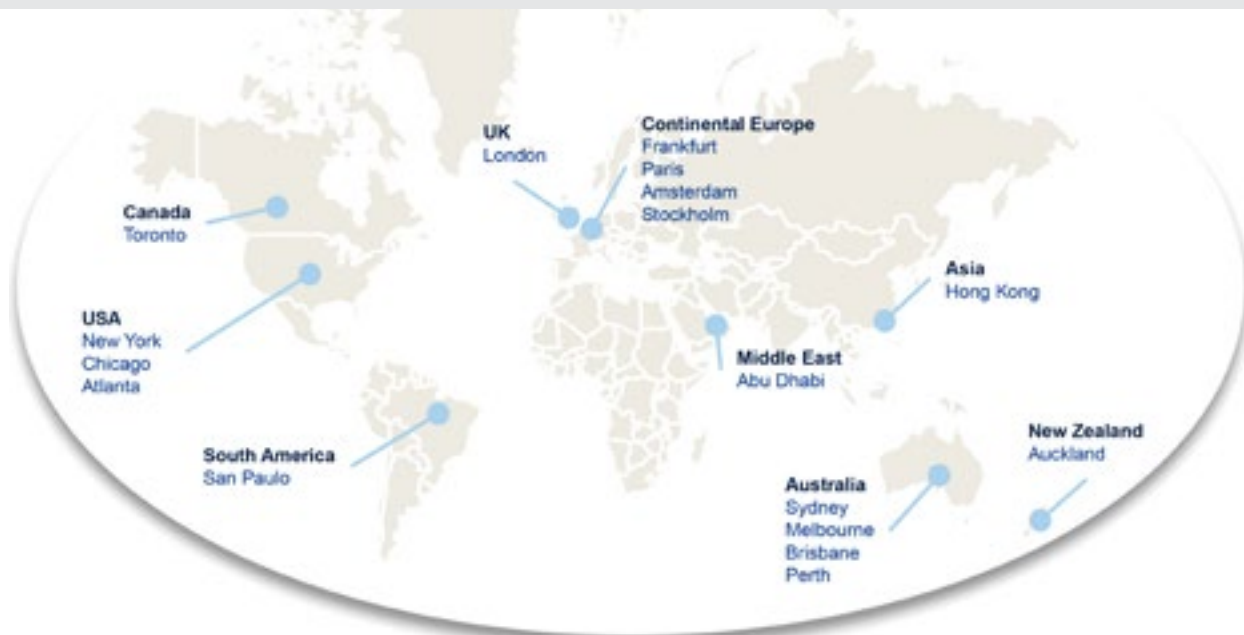 UK
London
Continental Europe
Frankfurt
Paris
Amsterdam
Stockholm
Canada
Toronto
Asia
Hong Kong
USA
New York
Chicago
Atlanta
Middle East
Abu Dhabi
South America
San Paulo
New Zealand
Auckland
Australia
Sydney
Melbourne
Brisbane
Perth